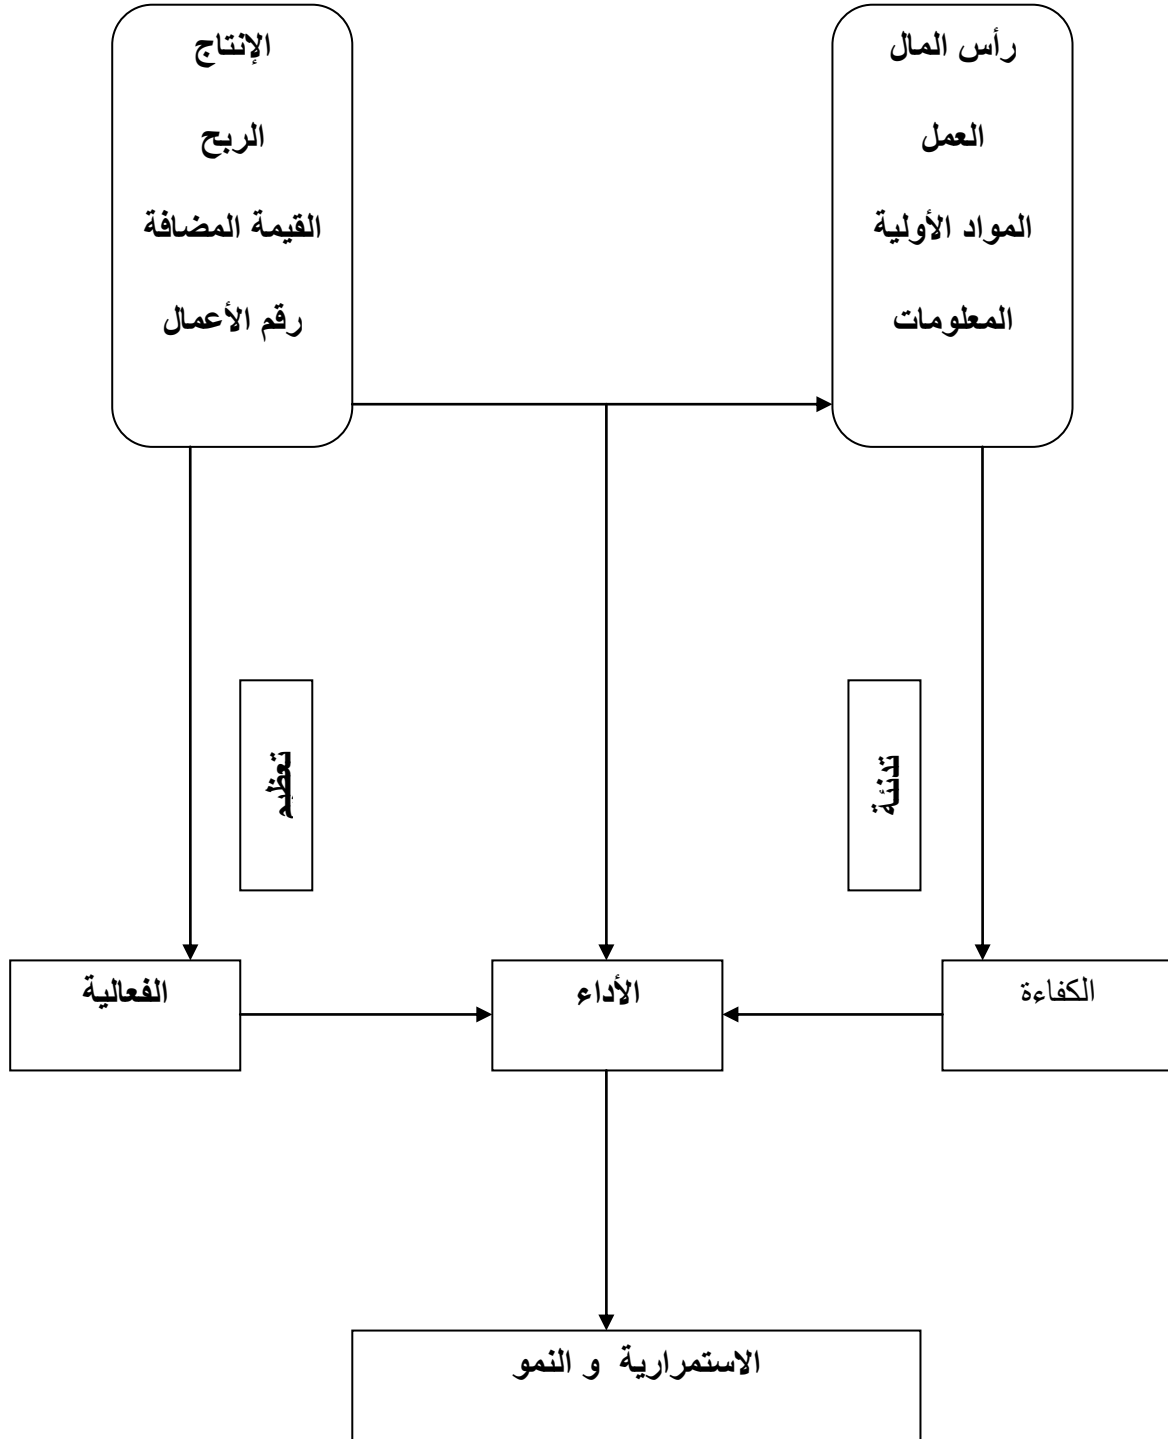 رأس المال
العمل
المواد الأولية
المعلومات
الإنتاج
الربح
القيمة المضافة
رقم الأعمال
تدنئة
تعظيم
الكفاءة
الأداء
الفعالية
الاستمرارية و النمو